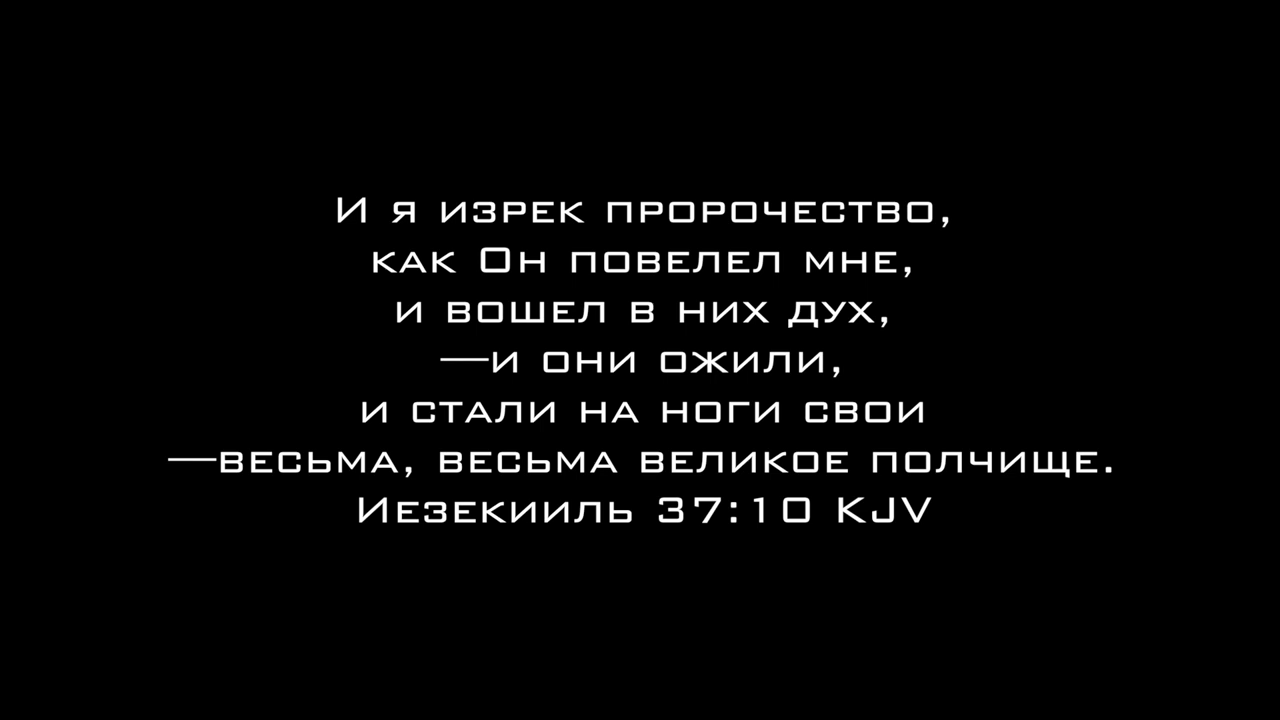 И я изрек пророчество,
как Он повелел мне,
и вошел в них дух,
—и они ожили,
и стали на ноги свои
—весьма, весьма великое полчище.
Иезекииль 37:10 KJV